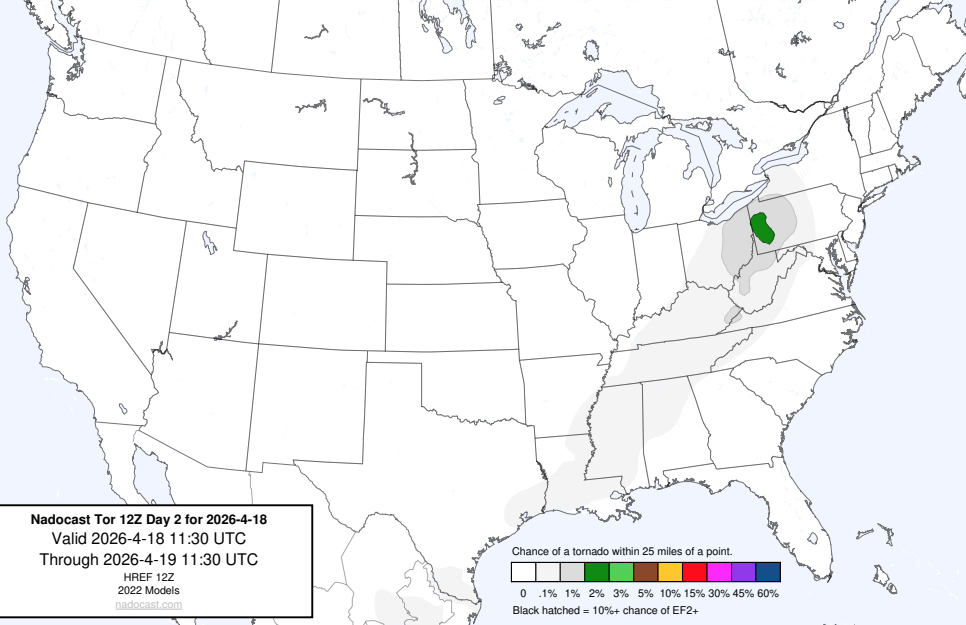 Nadocast Tor 12Z Day 2 for 2026-4-18
Valid 2026-4-18 11:30 UTC
Through 2026-4-19 11:30 UTC
HREF 12Z
2022 Models
nadocast.com
Chance of a tornado within 25 miles of a point.
0 .1% 1% 2% 3% 5% 10% 15% 30% 45% 60%
Black hatched = 10%+ chance of EF2+